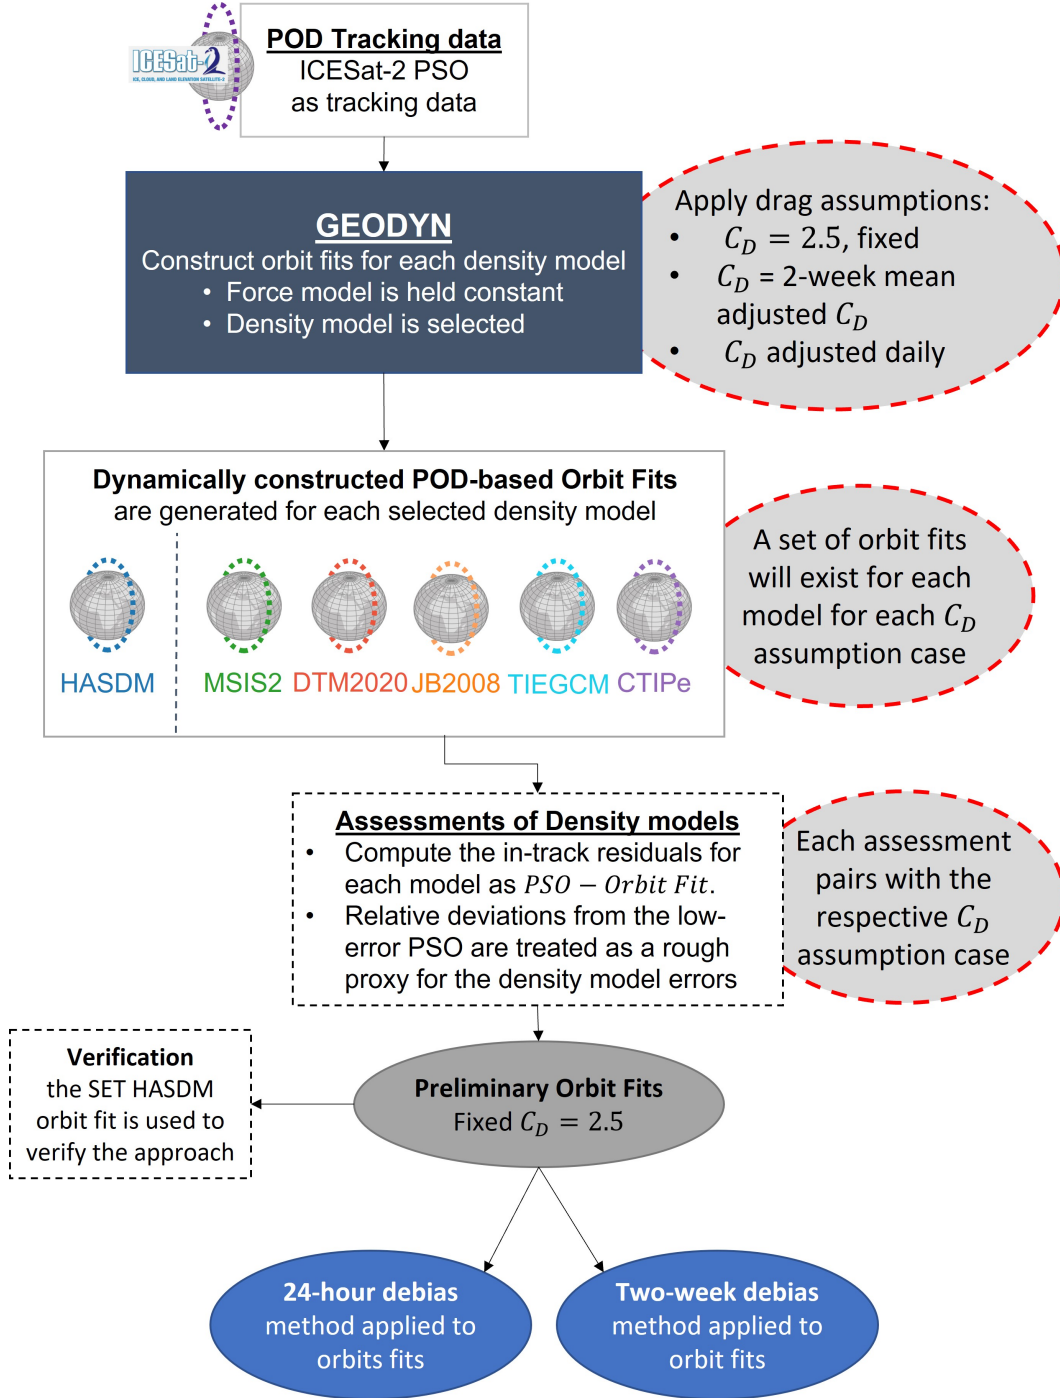 ICESat-2
ICE, CLOUD, AND LAND ELEVATION SATELLITE-2
POD Tracking data
ICESat-2 PSO
as tracking data
GEODYN
Construct orbit fits for each density model
• Force model is held constant
• Density model is selected
Apply drag assumptions:
• C_D = 2.5, fixed
• C_D = 2-week mean
adjusted C_D
• C_D adjusted daily
Dynamically constructed POD-based Orbit Fits
are generated for each selected density model
HASDM
MSIS2
DTM2020
JB2008
TIEGCM
CTIPe
A set of orbit fits
will exist for each
model for each C_D
assumption case
Assessments of Density models
• Compute the in-track residuals for
each model as PSO − Orbit Fit.
• Relative deviations from the low-
error PSO are treated as a rough
proxy for the density model errors
Each assessment
pairs with the
respective C_D
assumption case
Verification
the SET HASDM
orbit fit is used to
verify the approach
Preliminary Orbit Fits
Fixed C_D = 2.5
24-hour debias
method applied to
orbits fits
Two-week debias
method applied to
orbit fits